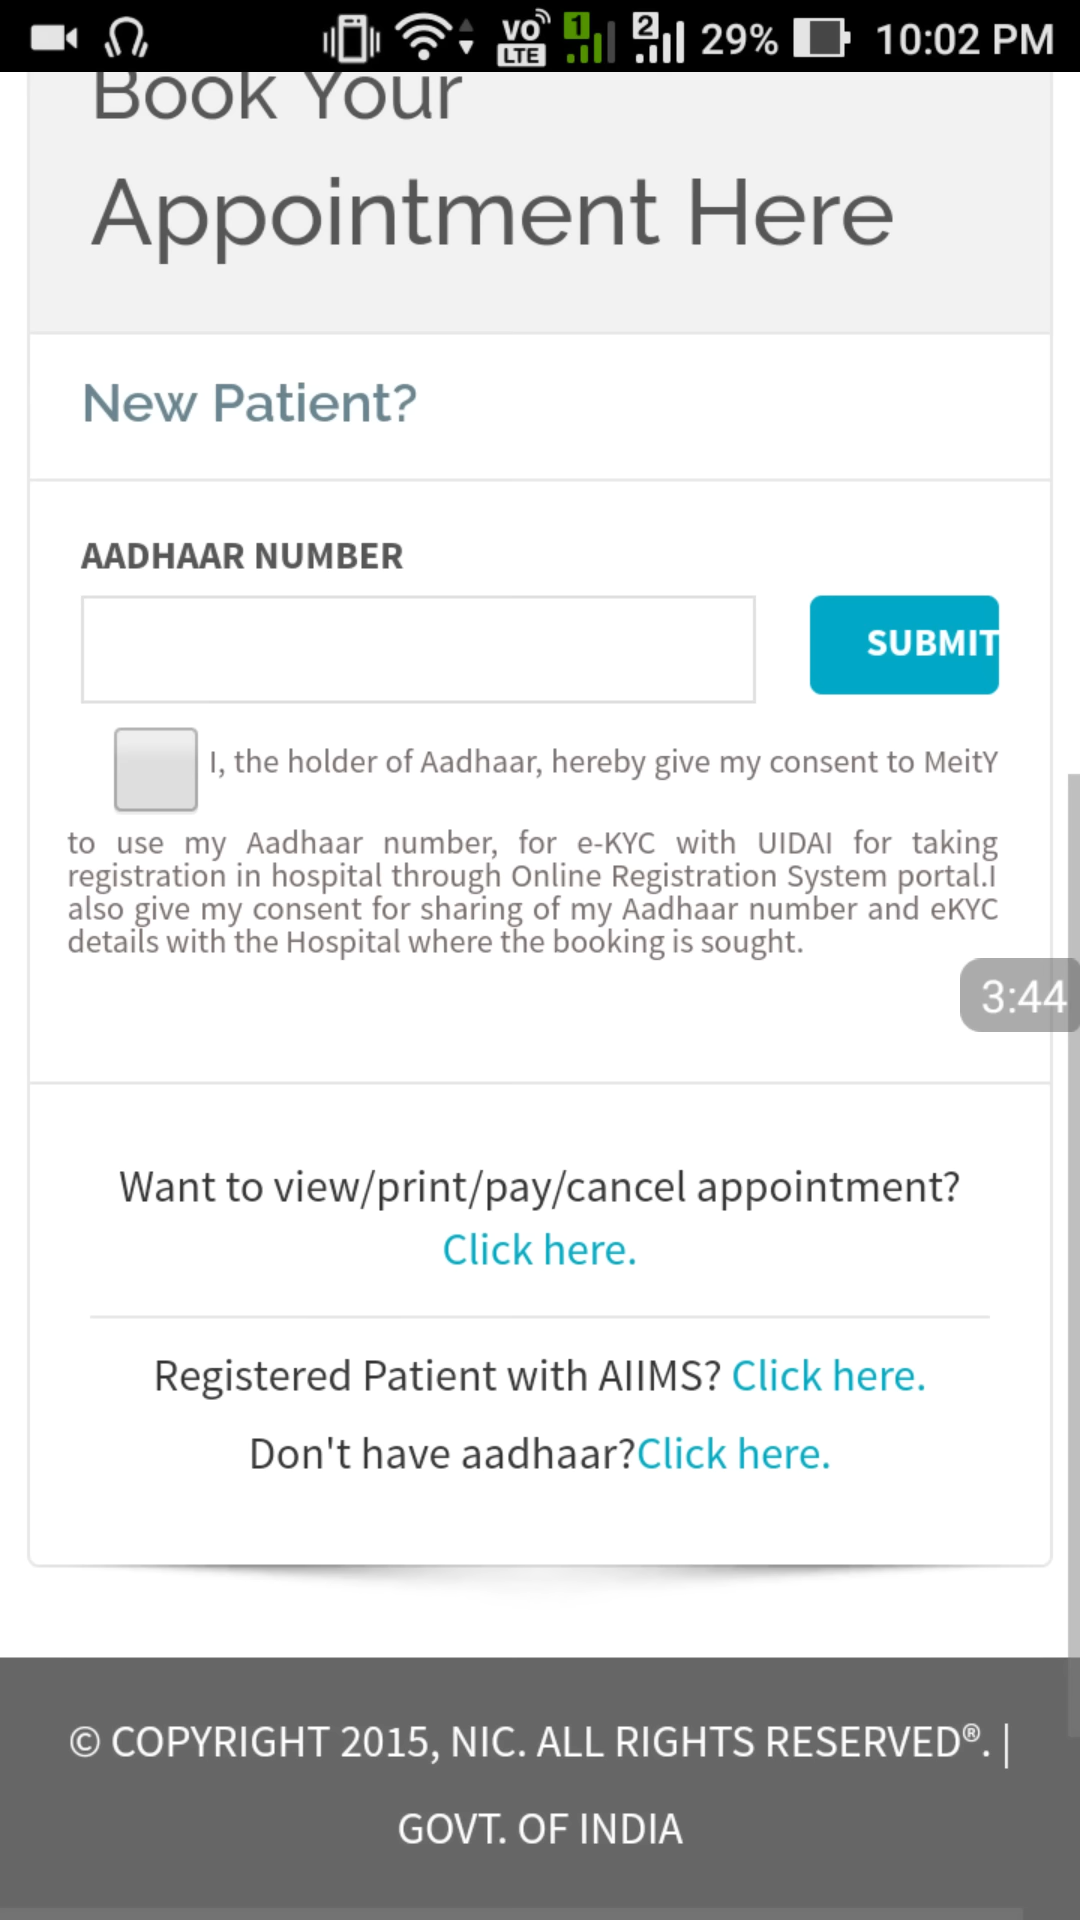 VO LTE 1 2 29% 10:02 PM
Book Your
Appointment Here
New Patient?
AADHAAR NUMBER
SUBMIT
I, the holder of Aadhaar, hereby give my consent to MeitY
to use my Aadhaar number, for e-KYC with UIDAI for taking
registration in hospital through Online Registration System portal.I
also give my consent for sharing of my Aadhaar number and eKYC
details with the Hospital where the booking is sought.
3:44
Want to view/print/pay/cancel appointment?
Click here.
Registered Patient with AIIMS? Click here.
Don't have aadhaar?Click here.
© COPYRIGHT 2015, NIC. ALL RIGHTS RESERVED®. |
GOVT. OF INDIA